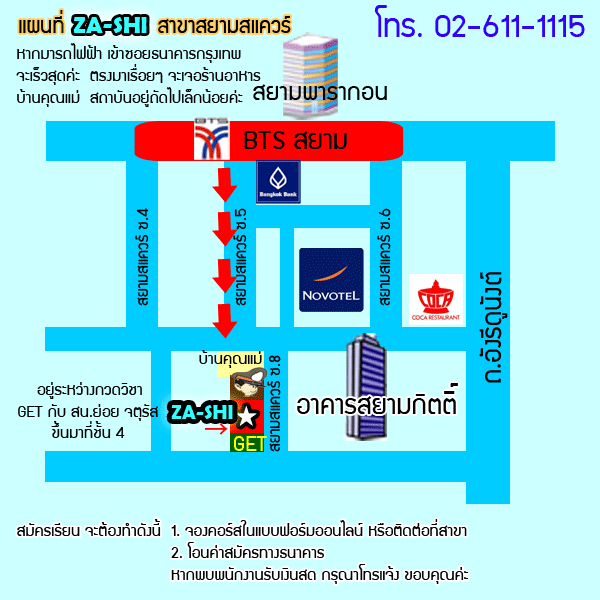 แผนที่ ZA-SHI สาขาสยามสแควร์
โทร. 02-611-1115
หากมารถไฟฟ้า เข้าซอยธนาคารกรุงเทพ
จะเร็วสุดค่ะ ตรงมาเรื่อยๆ จะเจอร้านอาหาร
บ้านคุณแม่ สถาบันอยู่ถัดไปเล็กน้อยค่ะ
สยามพารากอน
BTS
BTS สยาม
Bangkok Bank
สยามสแควร์ ซ.4
สยามสแควร์ ซ.5
สยามสแควร์ ซ.6
NOVOTEL
COCA
COCA RESTAURANT
ถ.อังรีดูนังต์
บ้านคุณแม่
สยามสแควร์ ซ.8
อาคารสยามกิตติ์
อยู่ระหว่างกวดวิชา
GET กับ สน.ย่อย จตุรัส
ขึ้นมาที่ชั้น 4
ZA-SHI
GET
สมัครเรียน จะต้องทำดังนี้ 1. จองคอร์สในแบบฟอร์มออนไลน์ หรือติดต่อที่สาขา
2. โอนค่าสมัครทางธนาคาร
หากพบพนักงานรับเงินสด กรุณาโทรแจ้ง ขอบคุณค่ะ